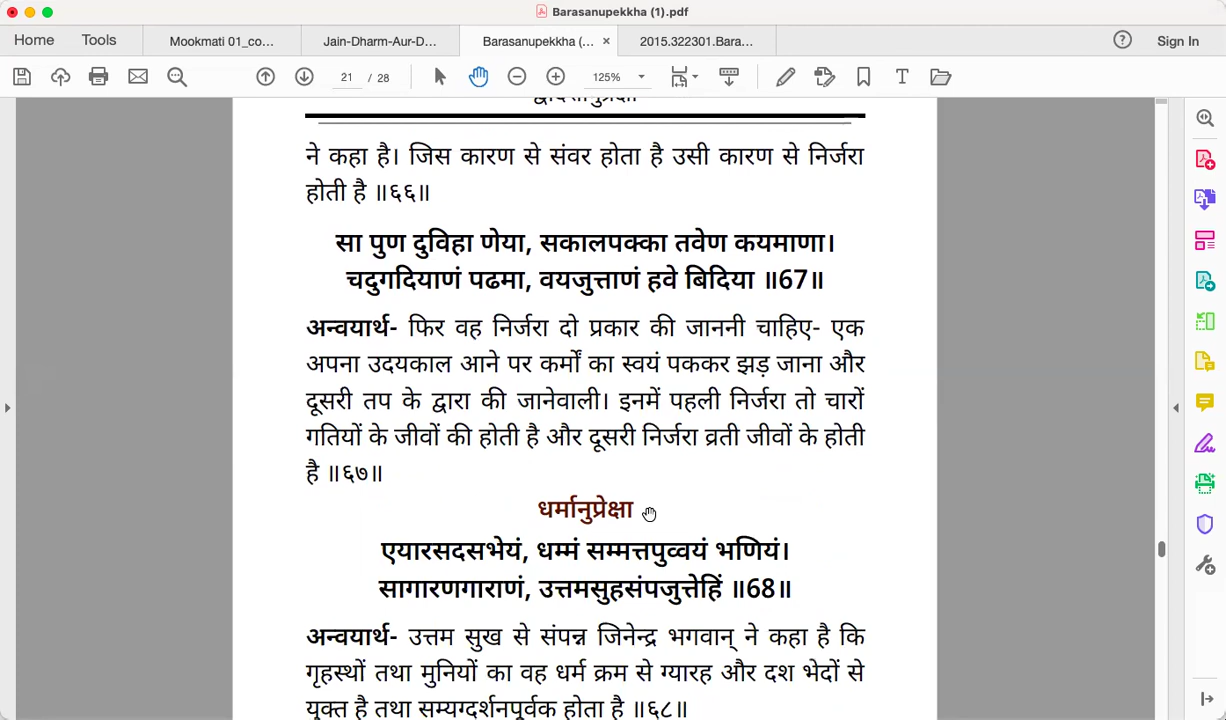 Barasanupekkha (1).pdf
Home Tools Mookmati 01_co... Jain-Dharm-Aur-D... Barasanupekkha (... × 2015.322301.Bara... Sign In
21 / 28 125%
ने कहा है। जिस कारण से संवर होता है उसी कारण से निर्जरा
होती है ॥६६॥
सा पुण दुविहा णेया, सकालपक्का तवेण कयमाणा।
चदुगदियाणं पढमा, वयजुत्ताणं हवे बिदिया ॥67॥
अन्वयार्थ- फिर वह निर्जरा दो प्रकार की जाननी चाहिए- एक
अपना उदयकाल आने पर कर्मों का स्वयं पककर झड़ जाना और
दूसरी तप के द्वारा की जानेवाली। इनमें पहली निर्जरा तो चारों
गतियों के जीवों की होती है और दूसरी निर्जरा व्रती जीवों के होती
है ॥६७॥
धर्मानुप्रेक्षा
एयारसदसभेयं, धम्मं सम्मत्तपुव्वयं भणियं।
सागारणगाराणं, उत्तमसुहसंपजुत्तेहिं ॥68॥
अन्वयार्थ- उत्तम सुख से संपन्न जिनेन्द्र भगवान् ने कहा है कि
गृहस्थों तथा मुनियों का वह धर्म क्रम से ग्यारह और दश भेदों से
युक्त है तथा सम्यग्दर्शनपूर्वक होता है ॥६८॥